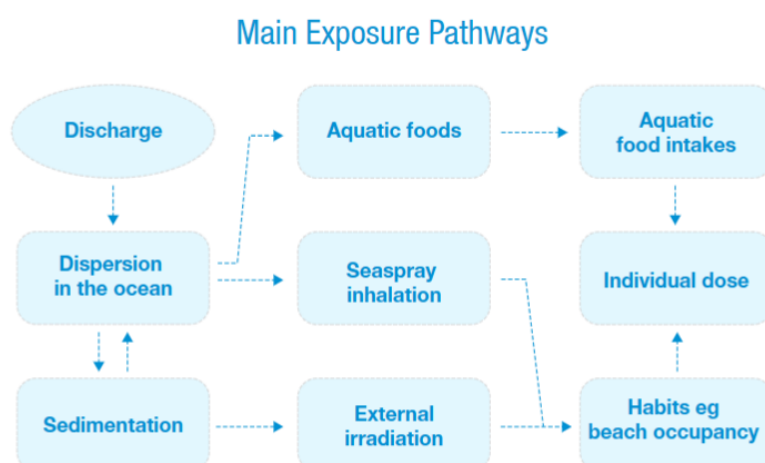 Main Exposure Pathways
Discharge
Aquatic foods
Aquatic
food intakes
Dispersion
in the ocean
Seaspray
inhalation
Individual dose
Sedimentation
External
irradiation
Habits eg
beach occupancy